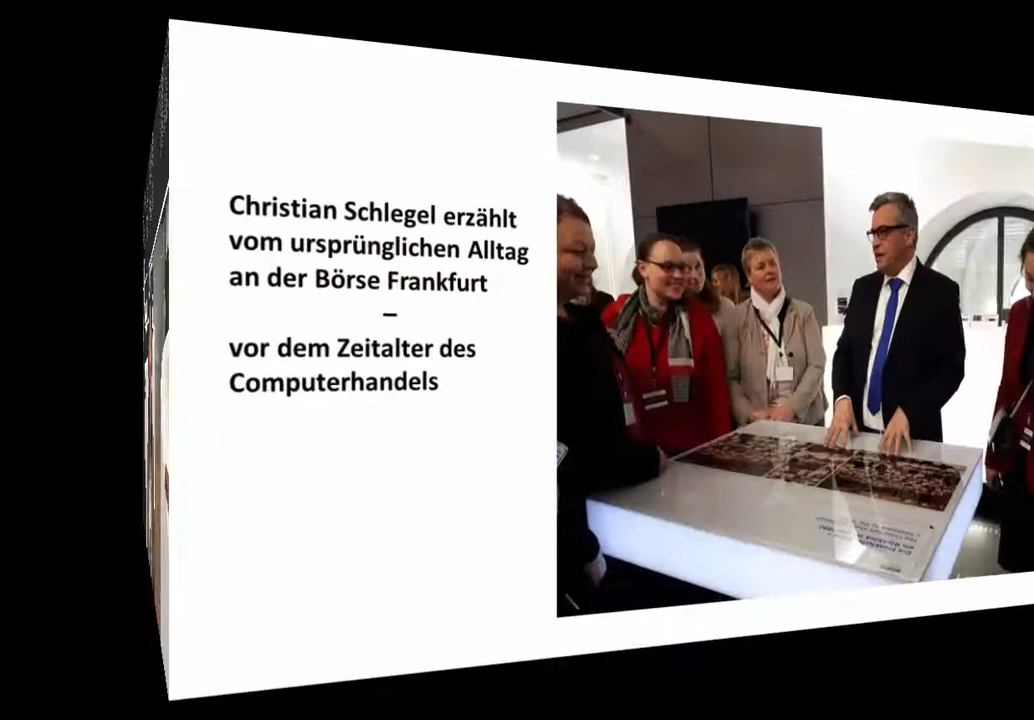 Christian Schlegel erzählt
vom ursprünglichen Alltag
an der Börse Frankfurt
–
vor dem Zeitalter des
Computerhandels